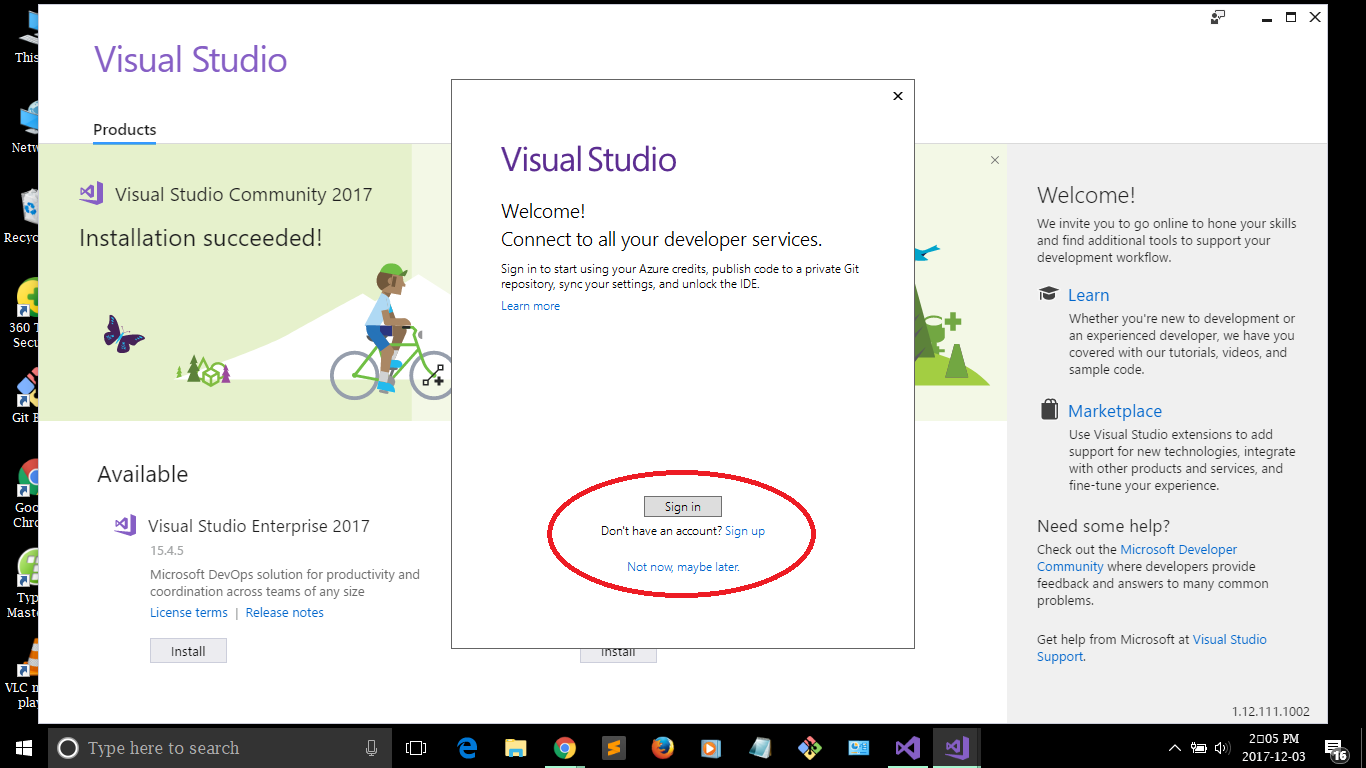 This
Netw
Recyc
360 T
Secu
Git B
Goo
Chro
Typ
Mast
VLC m
pla
Visual Studio
Products
Visual Studio Community 2017
Installation succeeded!
Available
Visual Studio Enterprise 2017
15.4.5
Microsoft DevOps solution for productivity and
coordination across teams of any size
License terms | Release notes
Install
Visual Studio
Welcome!
Connect to all your developer services.
Sign in to start using your Azure credits, publish code to a private Git
repository, sync your settings, and unlock the IDE.
Learn more
Sign in
Don't have an account? Sign up
Not now, maybe later.
Install
Welcome!
We invite you to go online to hone your skills
and find additional tools to support your
development workflow.
Learn
Whether you're new to development or
an experienced developer, we have you
covered with our tutorials, videos, and
sample code.
Marketplace
Use Visual Studio extensions to add
support for new technologies, integrate
with other products and services, and
fine-tune your experience.
Need some help?
Check out the Microsoft Developer
Community where developers provide
feedback and answers to many common
problems.
Get help from Microsoft at Visual Studio
Support.
1.12.111.1002
Type here to search
2□05 PM
2017-12-03
16